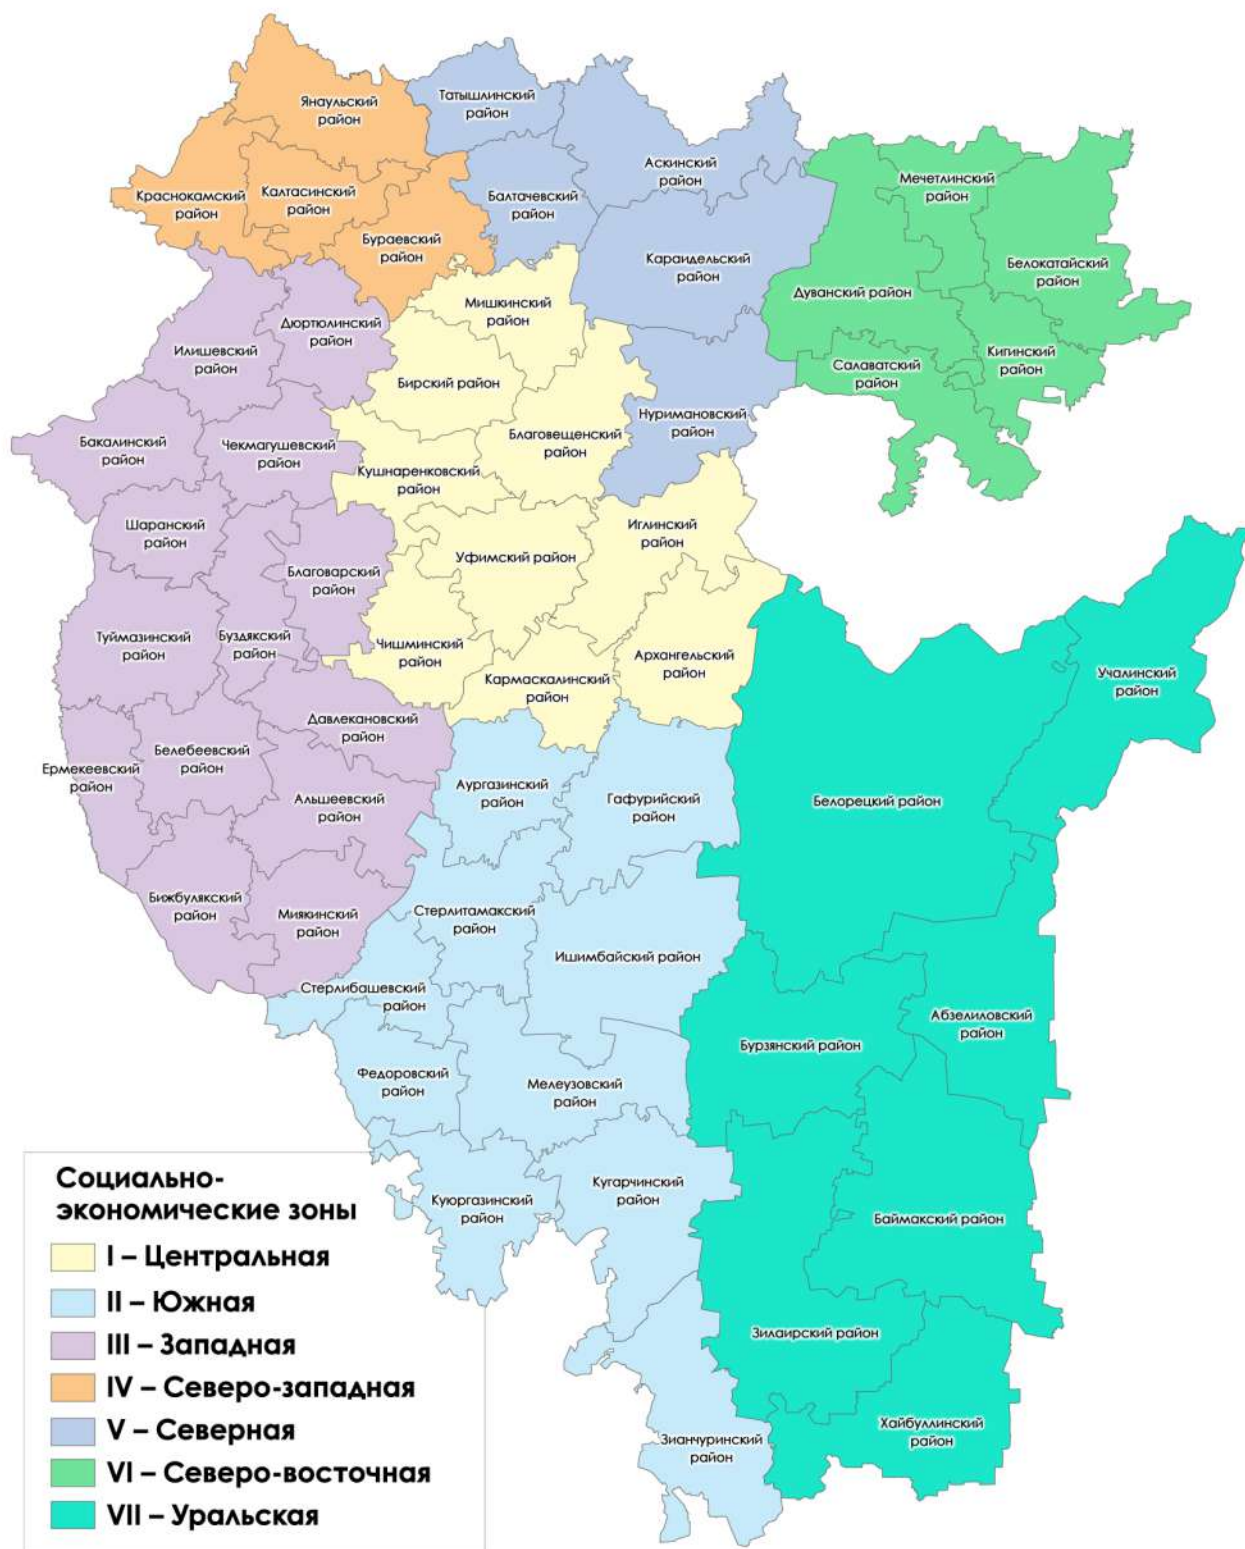 Янаульский
район
Татышлинский
район
Аскинский
район
Мечетлинский
район
Краснокамский
район
Калтасинский
район
Балтачевский
район
Бураевский
район
Караидельский
район
Белокатайский
район
Дуванский район
Мишкинский
район
Дюртюлинский
район
Илишевский
район
Кигинский
район
Салаватский
район
Бирский район
Нуримановский
район
Благовещенский
район
Бакалинский
район
Чекмагушевский
район
Кушнаренковский
район
Шаранский
район
Иглинский
район
Уфимский район
Благоварский
район
Туймазинский
район
Буздякский
район
Чишминский
район
Архангельский
район
Кармаскалинский
район
Учалинский
район
Давлекановский
район
Белебеевский
район
Ермекеевский
район
Аургазинский
район
Альшеевский
район
Гафурийский
район
Белорецкий район
Бижбулякский
район
Миякинский
район
Стерлитамакский
район
Ишимбайский район
Стерлибашевский
район
Абзелиловский
район
Бурзянский район
Федоровский
район
Мелеузовский
район
Кугарчинский
район
Куюргазинский
район
Баймакский район
Зилаирский район
Хайбуллинский
район
Зианчуринский
район
Социально-
экономические зоны
I – Центральная
II – Южная
III – Западная
IV – Северо-западная
V – Северная
VI – Северо-восточная
VII – Уральская